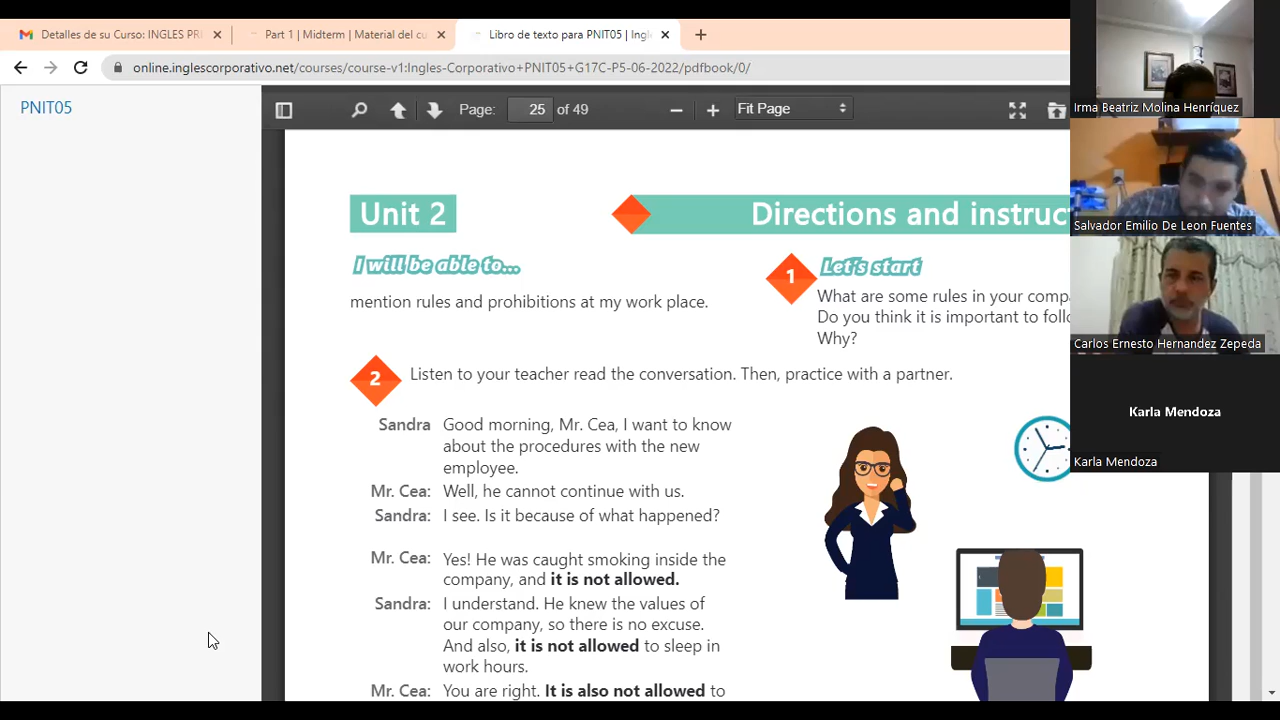 Detalles de su Curso: INGLES PRI
Part 1 | Midterm | Material del cu
Libro de texto para PNIT05 | Ingl
online.inglescorporativo.net/courses/course-v1:Ingles-Corporativo+PNIT05+G17C-P5-06-2022/pdfbook/0/
PNIT05
Page: 25 of 49
Fit Page
Unit 2
Directions and instruc
I will be able to...
mention rules and prohibitions at my work place.
1
Let's start
What are some rules in your comp
Do you think it is important to follo
Why?
2
Listen to your teacher read the conversation. Then, practice with a partner.
Sandra Good morning, Mr. Cea, I want to know
about the procedures with the new
employee.
Mr. Cea: Well, he cannot continue with us.
Sandra: I see. Is it because of what happened?
Mr. Cea: Yes! He was caught smoking inside the
company, and it is not allowed.
Sandra: I understand. He knew the values of
our company, so there is no excuse.
And also, it is not allowed to sleep in
work hours.
Mr. Cea: You are right. It is also not allowed to
Irma Beatriz Molina Henríquez
Salvador Emilio De Leon Fuentes
Carlos Ernesto Hernandez Zepeda
Karla Mendoza
Karla Mendoza